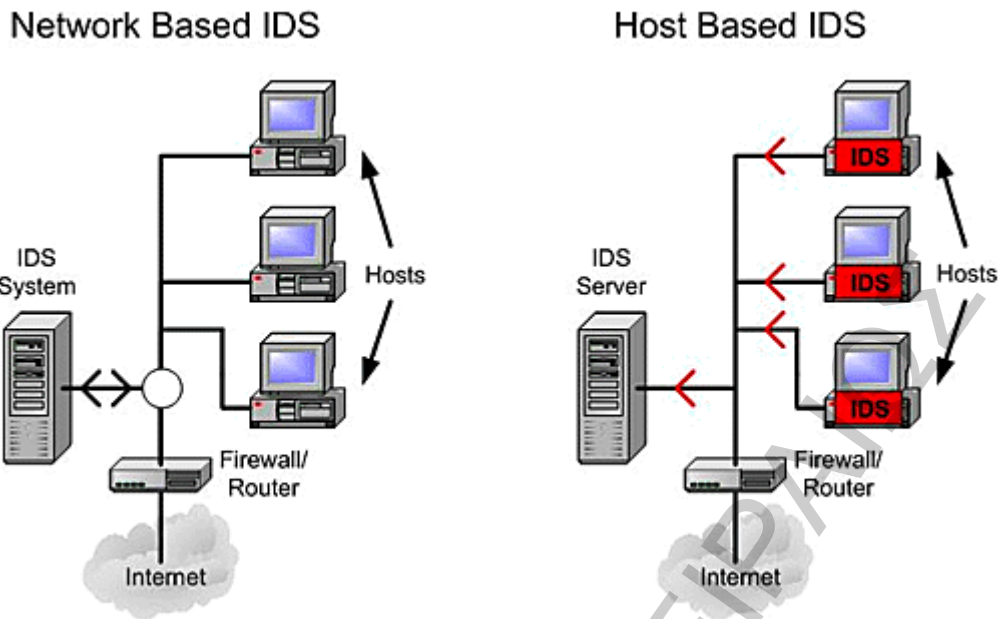 Network Based IDS
Host Based IDS
IDS
System
Hosts
Firewall/
Router
Internet
IDS
Server
IDS
IDS
IDS
Hosts
Firewall/
Router
Internet